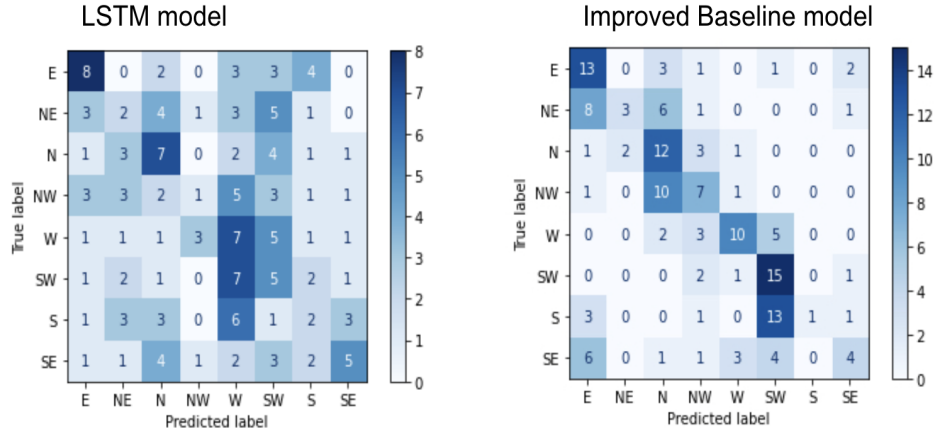 LSTM model
True label
E 8 0 2 0 3 3 4 0
NE 3 2 4 1 3 5 1 0
N 1 3 7 0 2 4 1 1
NW 3 3 2 1 5 3 1 1
W 1 1 1 3 7 5 1 1
SW 1 2 1 0 7 5 2 1
S 1 3 3 0 6 1 2 3
SE 1 1 4 1 2 3 2 5
E NE N NW W SW S SE
Predicted label
8
7
6
5
4
3
2
1
0
Improved Baseline model
True label
E 13 0 3 1 0 1 0 2
NE 8 3 6 1 0 0 0 1
N 1 2 12 3 1 0 0 0
NW 1 0 10 7 1 0 0 0
W 0 0 2 3 10 5 0 0
SW 0 0 0 2 1 15 0 1
S 3 0 0 1 0 13 1 1
SE 6 0 1 1 3 4 0 4
E NE N NW W SW S SE
Predicted label
14
12
10
8
6
4
2
0